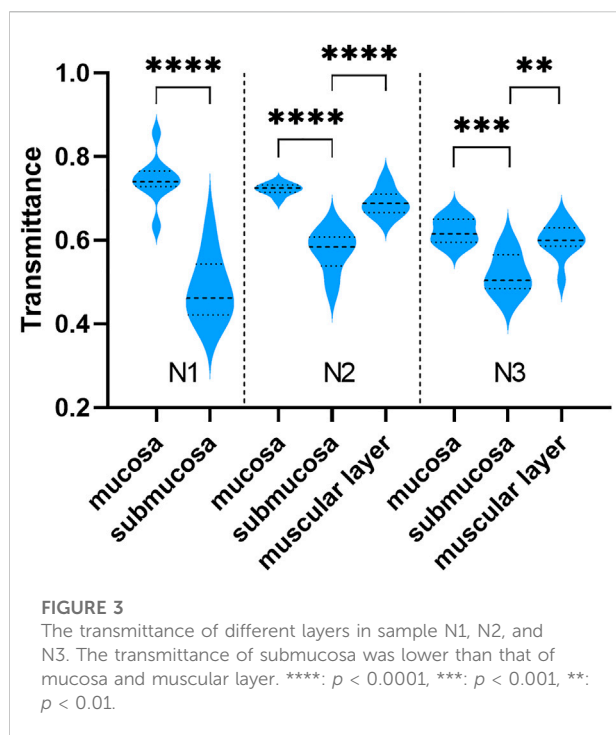 **** **** **
1.0
**** ***
0.8
0.6
0.4
0.2
Transmittance
N1 N2 N3
mucosa
submucosa
mucosa
submucosa
muscular layer
mucosa
submucosa
muscular layer
FIGURE 3
The transmittance of different layers in sample N1, N2, and
N3. The transmittance of submucosa was lower than that of
mucosa and muscular layer. ****: p < 0.0001, ***: p < 0.001, **:
p < 0.01.